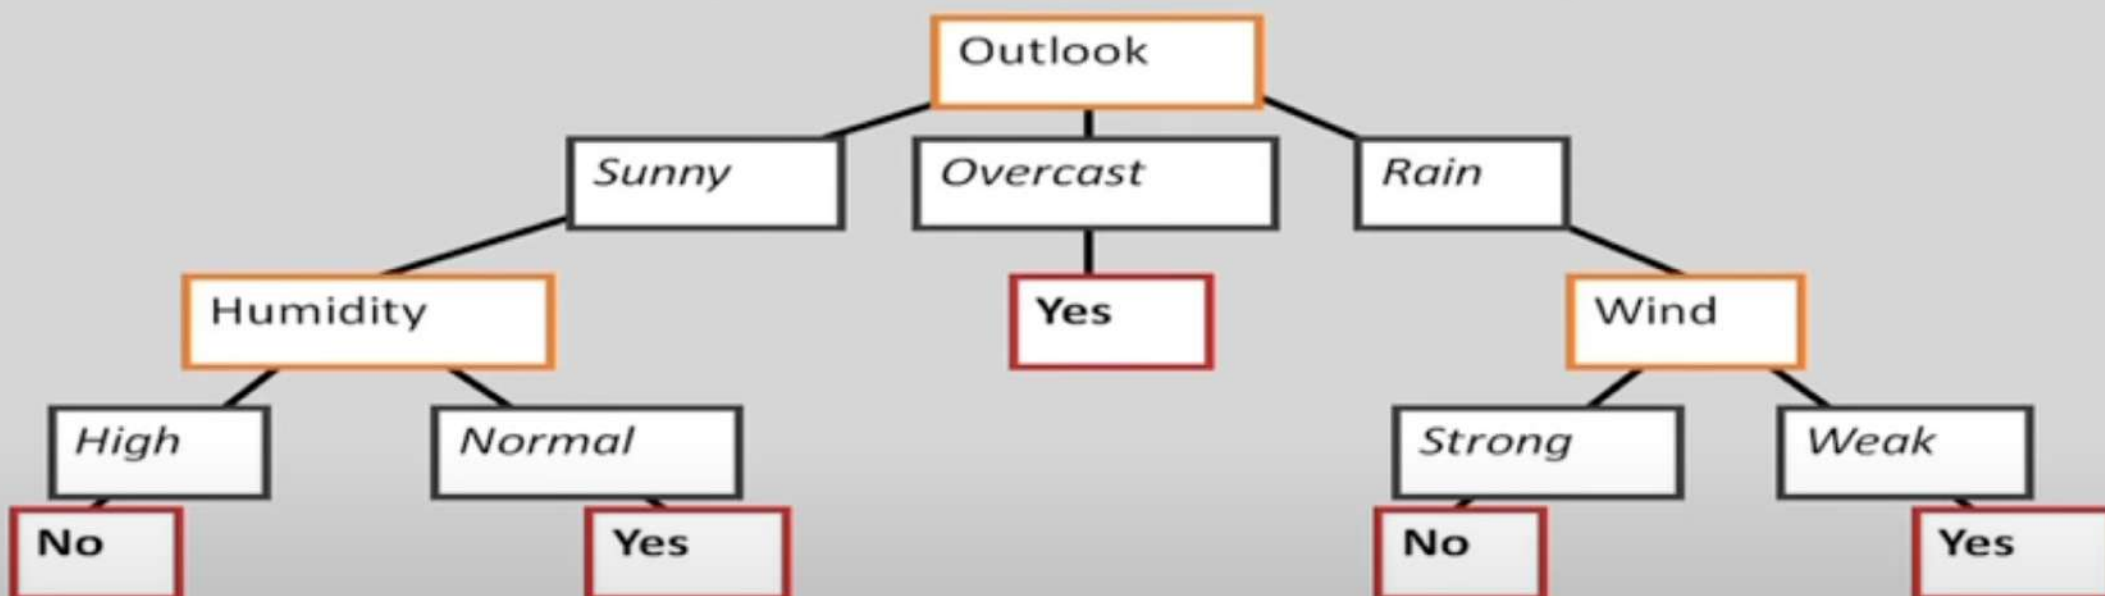 Outlook
Sunny
Overcast
Rain
Humidity
Yes
Wind
High
Normal
Strong
Weak
No
Yes
No
Yes